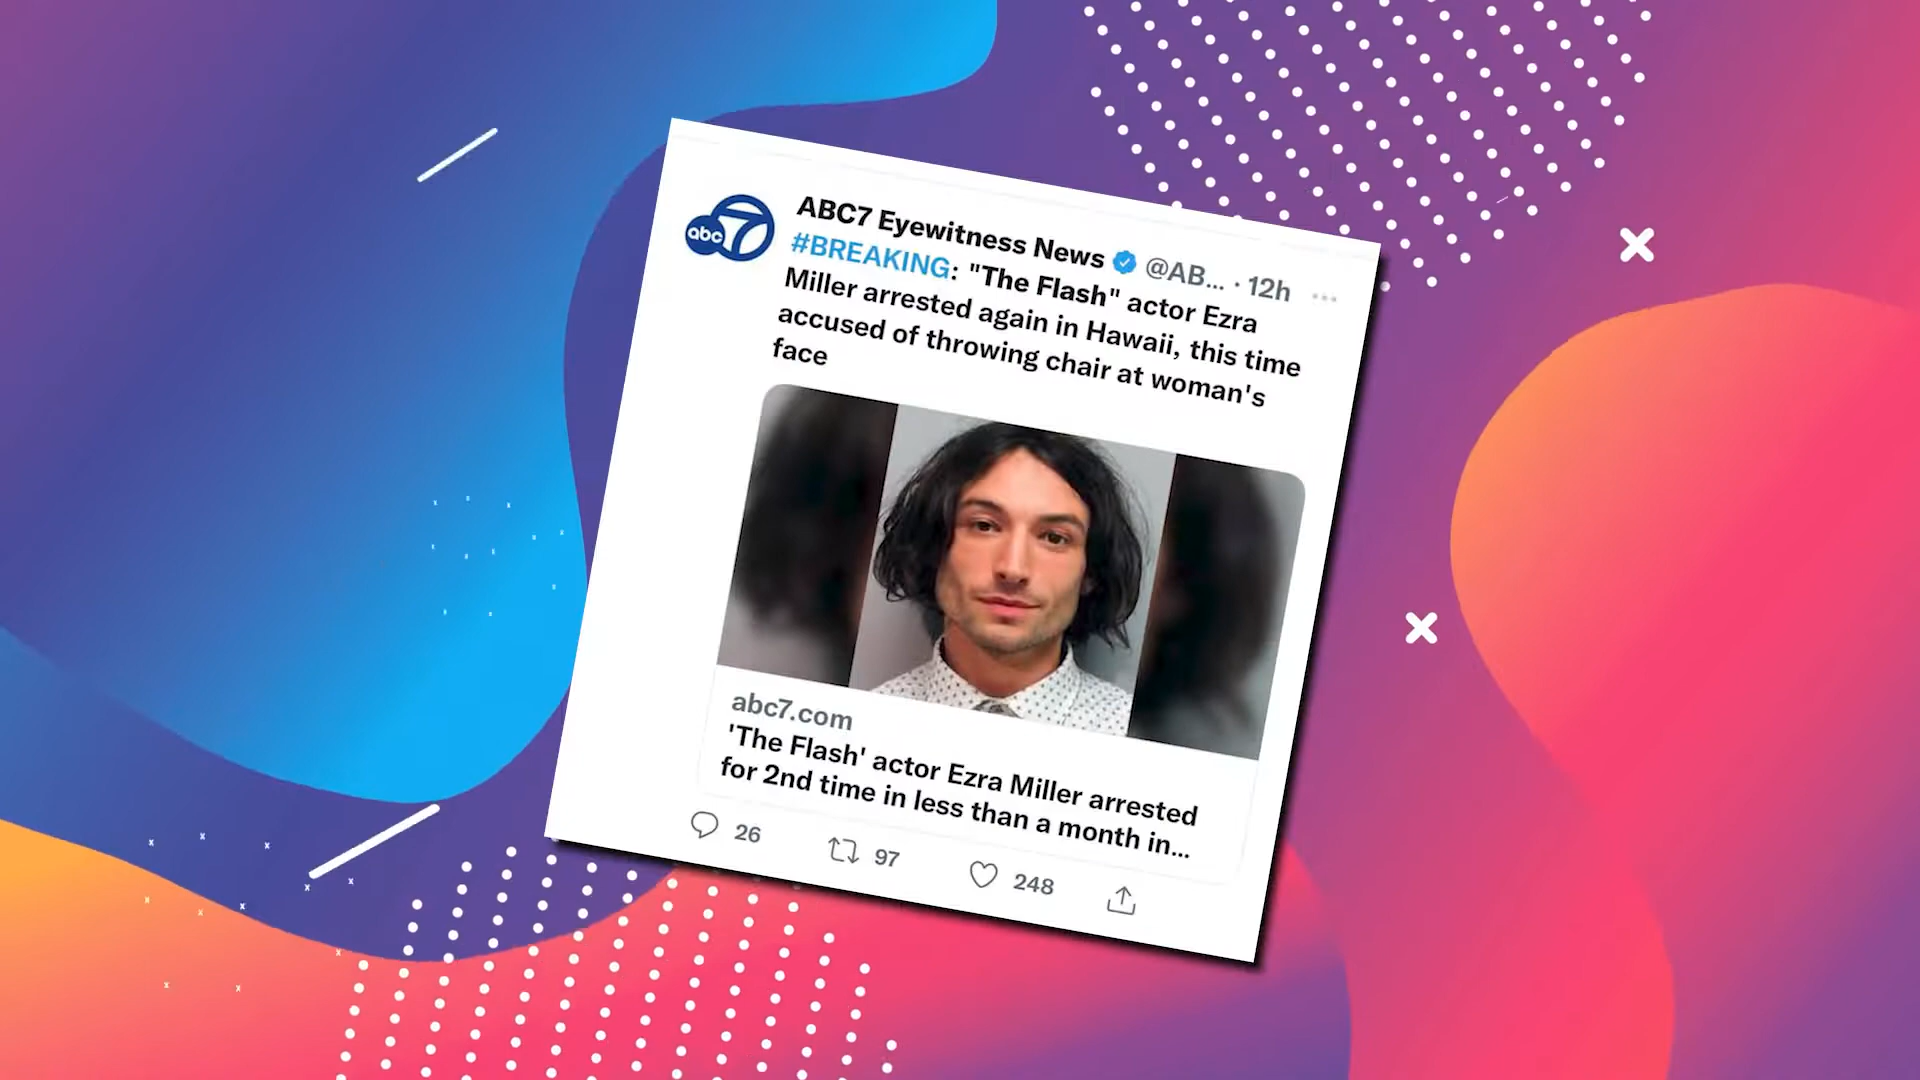 ABC7 Eyewitness News @AB... · 12h
#BREAKING: "The Flash" actor Ezra
Miller arrested again in Hawaii, this time
accused of throwing chair at woman's
face
abc7.com
'The Flash' actor Ezra Miller arrested
for 2nd time in less than a month in...
26 97 248
abc 7